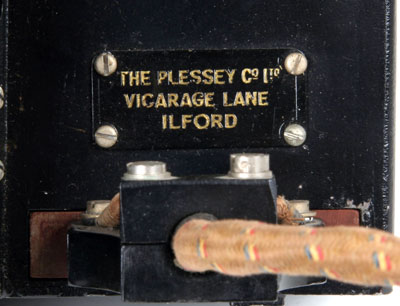 THE PLESSEY Co LTD
VICARAGE LANE
ILFORD